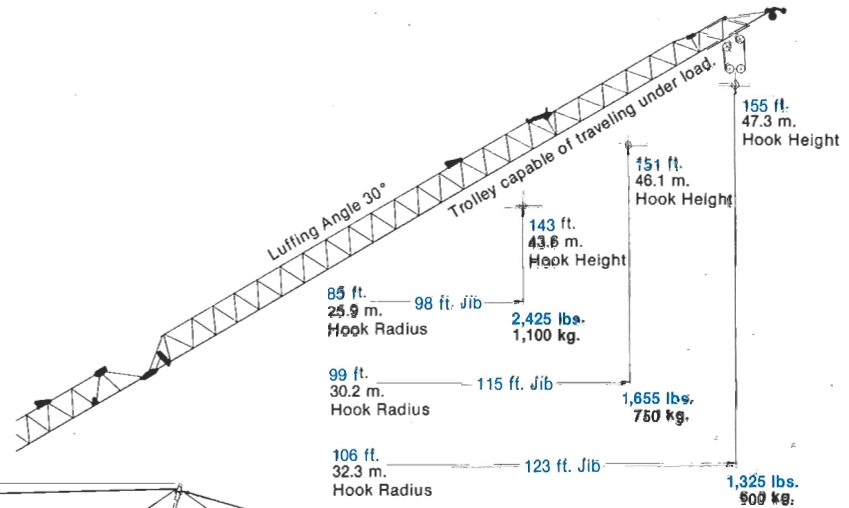 Luffing Angle 30°
Trolley capable of traveling under load.
155 ft.
47.3 m.
Hook Height
151 ft.
46.1 m.
Hook Height
143 ft.
43.6 m.
Hook Height
85 ft.
25.9 m.
Hook Radius
98 ft. Jib
2,425 lbs.
1,100 kg.
99 ft.
30.2 m.
Hook Radius
115 ft. Jib
1,655 lbs.
750 kg.
106 ft.
32.3 m.
Hook Radius
123 ft. Jib
1,325 lbs.
kg.